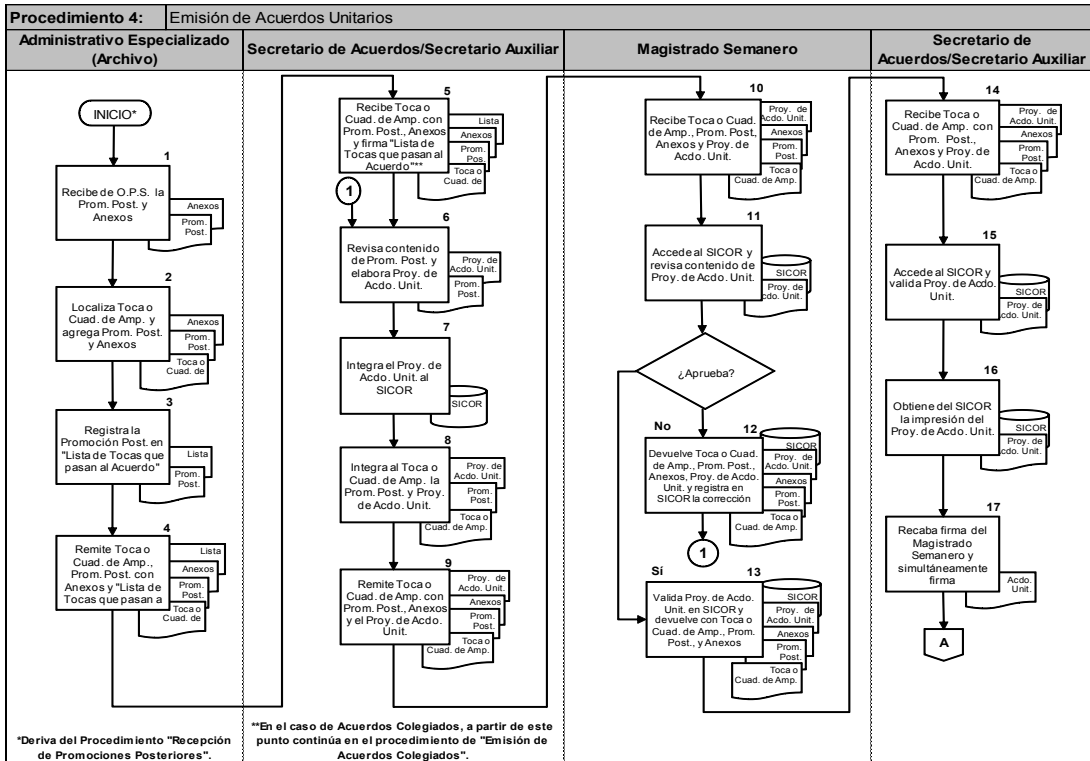 Procedimiento 4: Emisión de Acuerdos Unitarios
Administrativo Especializado
(Archivo)
Secretario de Acuerdos/Secretario Auxiliar
Magistrado Semanero
Secretario de
Acuerdos/Secretario Auxiliar
INICIO*
1
Recibe de O.P.S. la
Prom. Post. y
Anexos
Anexos
Prom.
Post.
2
Localiza Toca o
Cuad. de Amp. y
agrega Prom. Post.
y Anexos
Anexos
Prom.
Post.
Toca o
Cuad. de
3
Registra la
Promoción Post. en
"Lista de Tocas que
pasan al Acuerdo"
Lista
Prom.
Post.
4
Remite Toca o
Cuad. de Amp.,
Prom. Post. con
Anexos y "Lista de
Tocas que pasan a
Lista
Anexos
Prom.
Post.
Toca o
Cuad. de
*Deriva del Procedimiento "Recepción
de Promociones Posteriores".
5
Recibe Toca o
Cuad. de Amp. con
Prom. Post., Anexos
y firma "Lista de
Tocas que pasan al
Acuerdo"**
Lista
Anexos
Prom.
Pos.
Toca o
Cuad. de
1
6
Revisa contenido
de Prom. Post. y
elabora Proy. de
Acdo. Unit.
Proy. de
Acdo. Unit.
Prom.
Post.
7
Integra el Proy. de
Acdo. Unit. al
SICOR
SICOR
8
Integra al Toca o
Cuad. de Amp. la
Prom. Post. y Proy.
de Acdo. Unit.
Proy. de
Acdo. Unit.
Prom.
Post.
Toca o
Cuad. de Amp.
9
Remite Toca o
Cuad. de Amp. con
Prom. Post., Anexos
y el Proy. de Acdo.
Unit.
Proy. de
Acdo. Unit.
Anexos
Prom.
Post.
Toca o
Cuad. de Amp.
**En el caso de Acuerdos Colegiados, a partir de este
punto continúa en el procedimiento de "Emisión de
Acuerdos Colegiados".
10
Recibe Toca o Cuad.
de Amp., Prom. Post.,
Anexos y Proy. de
Acdo. Unit.
Proy. de
Acdo. Unit.
Anexos
Prom.
Post.
Toca o
Cuad. de Amp.
11
Accede al SICOR y
revisa contenido de
Proy. de Acdo. Unit.
SICOR
Proy. de
cdo. Unit.
¿Aprueba?
No
12
Devuelve Toca o Cuad.
de Amp., Prom. Post.,
Anexos, Proy. de Acdo.
Unit. y registra en
SICOR la corrección
SICOR
Proy. de
Acdo. Unit.
Anexos
Prom.
Post.
Toca o
Cuad. de Amp.
1
Sí
13
Valida Proy. de Acdo.
Unit. en SICOR y
devuelve con Toca o
Cuad. de Amp., Prom.
Post., y Anexos
SICOR
Proy. de
Acdo. Unit.
Anexos
Prom.
Post.
Toca o
Cuad. de Amp.
14
Recibe Toca o
Cuad. de Amp. con
Prom. Post.,
Anexos y Proy. de
Acdo. Unit.
Proy. de
Acdo. Unit.
Anexos
Prom.
Post.
Toca o
Cuad. de Amp.
15
Accede al SICOR y
valida Proy. de Acdo.
Unit.
SICOR
Proy. de
cdo. Unit.
16
Obtiene del SICOR
la impresión del
Proy. de Acdo. Unit.
SICOR
Proy. de
cdo. Unit.
17
Recaba firma del
Magistrado
Semanero y
simultáneamente
firma
Acdo.
Unit.
A